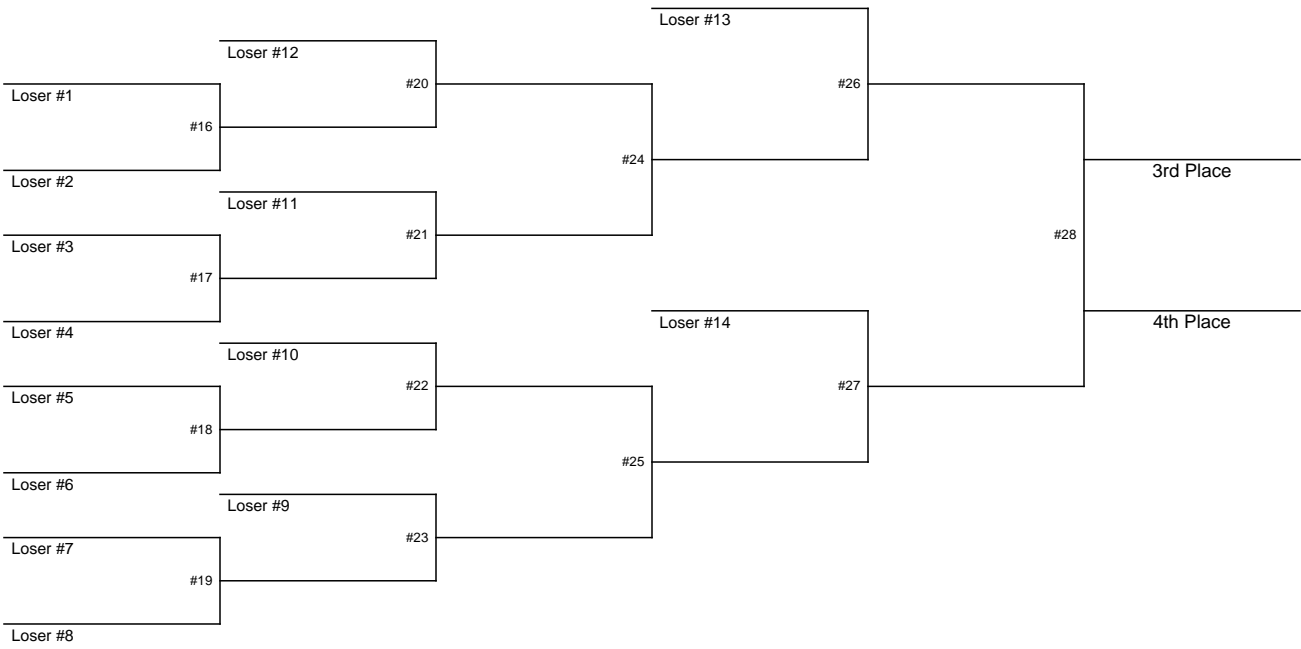 Loser #13
Loser #12
#20
#26
Loser #1
#16
#24
3rd Place
Loser #2
Loser #11
#21
#28
Loser #3
#17
Loser #14
4th Place
Loser #4
Loser #10
#22
#27
Loser #5
#18
#25
Loser #6
Loser #9
#23
Loser #7
#19
Loser #8